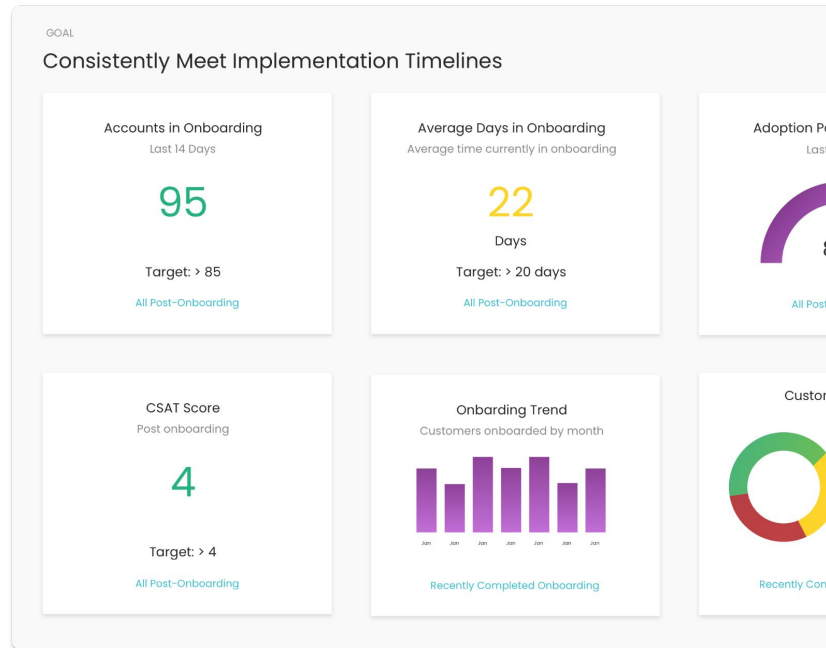 GOAL
Consistently Meet Implementation Timelines
Accounts in Onboarding
Last 14 Days
95
Target: > 85
All Post-Onboarding
Average Days in Onboarding
Average time currently in onboarding
22
Days
Target: > 20 days
All Post-Onboarding
Adoption
All
CSAT Score
Post onboarding
4
Target: > 4
All Post-Onboarding
Onbarding Trend
Customers onboarded by month
Jan Jan Jan Jan Jan Jan Jan
Recently Completed Onboarding
Recently